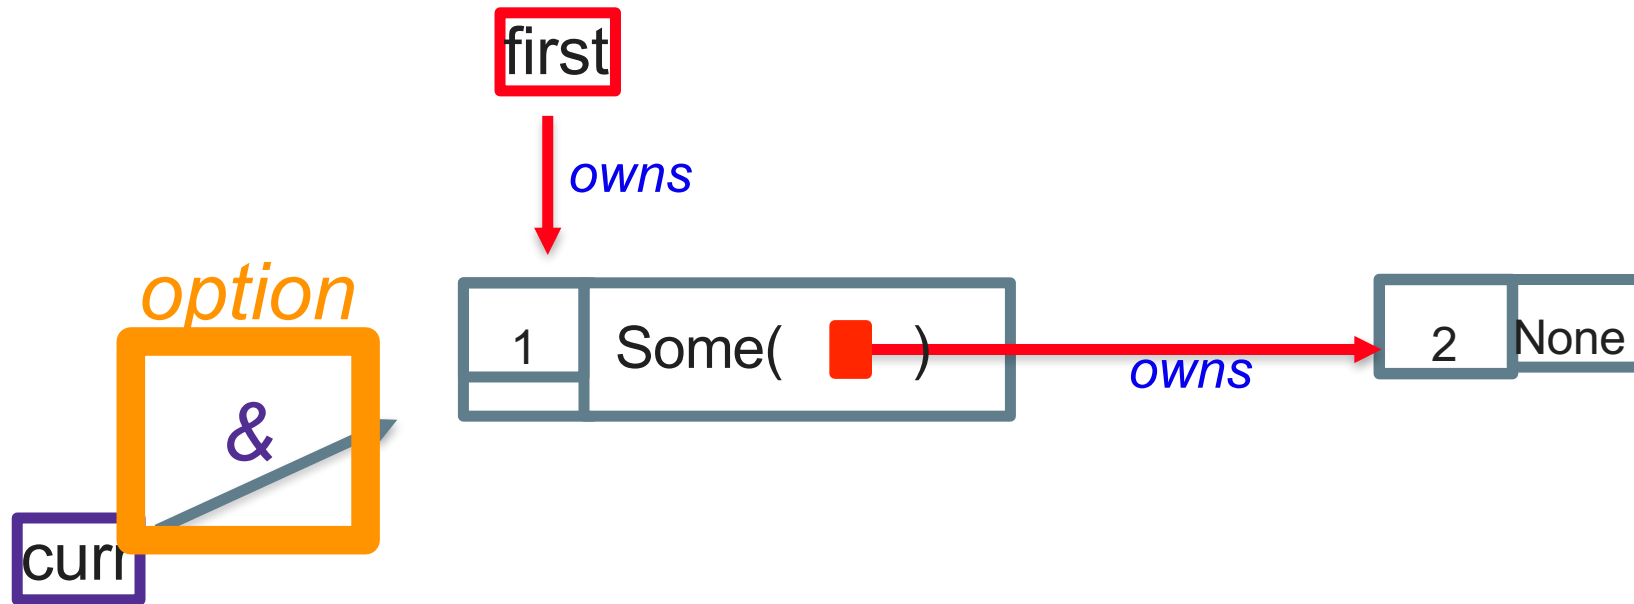 first
owns
option
1 Some( )
2 None
owns
&
curr